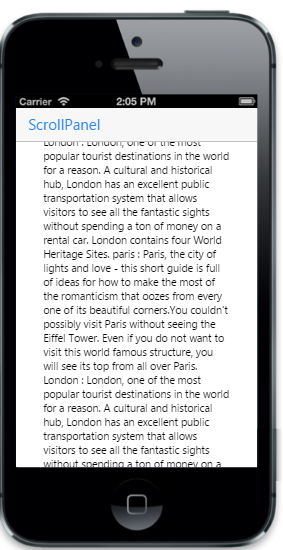 Carrier 2:05 PM
ScrollPanel
London : London, one of the most
popular tourist destinations in the world
for a reason. A cultural and historical
hub, London has an excellent public
transportation system that allows
visitors to see all the fantastic sights
without spending a ton of money on a
rental car. London contains four World
Heritage Sites. paris : Paris, the city of
lights and love - this short guide is full
of ideas for how to make the most of
the romanticism that oozes from every
one of its beautiful corners.You couldn't
possibly visit Paris without seeing the
Eiffel Tower. Even if you do not want to
visit this world famous structure, you
will see its top from all over Paris.
London : London, one of the most
popular tourist destinations in the world
for a reason. A cultural and historical
hub, London has an excellent public
transportation system that allows
visitors to see all the fantastic sights
without spending a ton of money on a